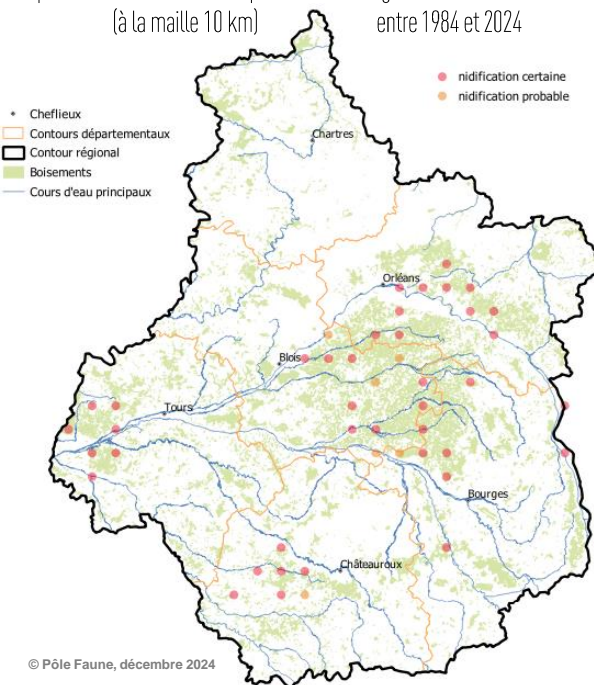 (à la maille 10 km)
entre 1984 et 2024
nidification certaine
nidification probable
Cheflieux
Contours départementaux
Contour régional
Boisements
Cours d'eau principaux
Chartres
Orléans
Blois
Tours
Bourges
Châteauroux
© Pôle Faune, décembre 2024